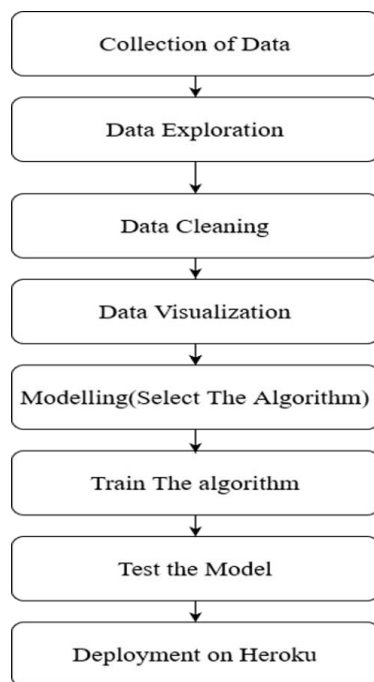 Collection of Data
Data Exploration
Data Cleaning
Data Visualization
Modelling(Select The Algorithm)
Train The algorithm
Test the Model
Deployment on Heroku